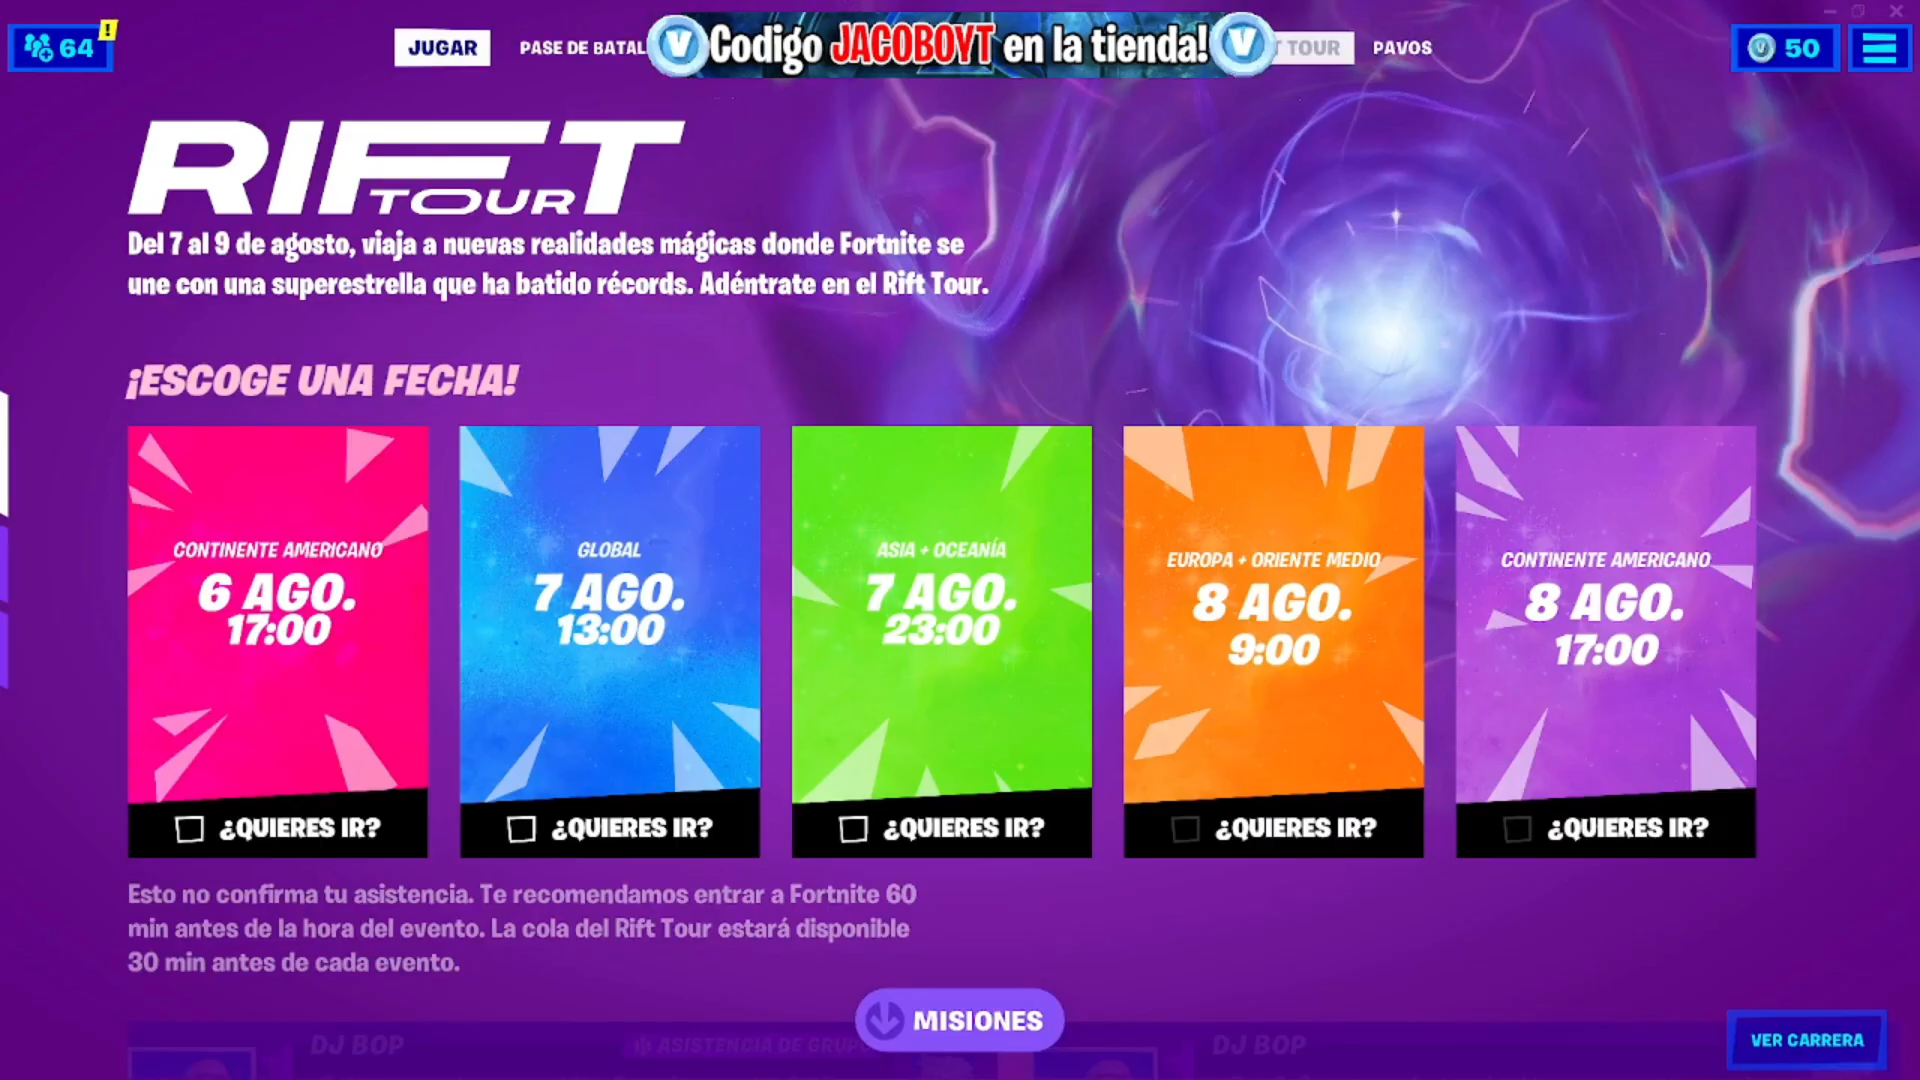 64
!
JUGAR
PASE DE BATAL
Codigo JACOBOYT en la tienda!
TOUR
PAVOS
50
RIFT
TOUR
Del 7 al 9 de agosto, viaja a nuevas realidades mágicas donde Fortnite se
une con una superestrella que ha batido récords. Adéntrate en el Rift Tour.
¡ESCOGE UNA FECHA!
CONTINENTE AMERICANO
6 AGO.
17:00
¿QUIERES IR?
GLOBAL
7 AGO.
13:00
¿QUIERES IR?
ASIA + OCEANÍA
7 AGO.
23:00
¿QUIERES IR?
EUROPA + ORIENTE MEDIO
8 AGO.
9:00
¿QUIERES IR?
CONTINENTE AMERICANO
8 AGO.
17:00
¿QUIERES IR?
Esto no confirma tu asistencia. Te recomendamos entrar a Fortnite 60
min antes de la hora del evento. La cola del Rift Tour estará disponible
30 min antes de cada evento.
MISIONES
DJ BOP
ASISTENCIA DE GRUPO
DJ BOP
VER CARRERA